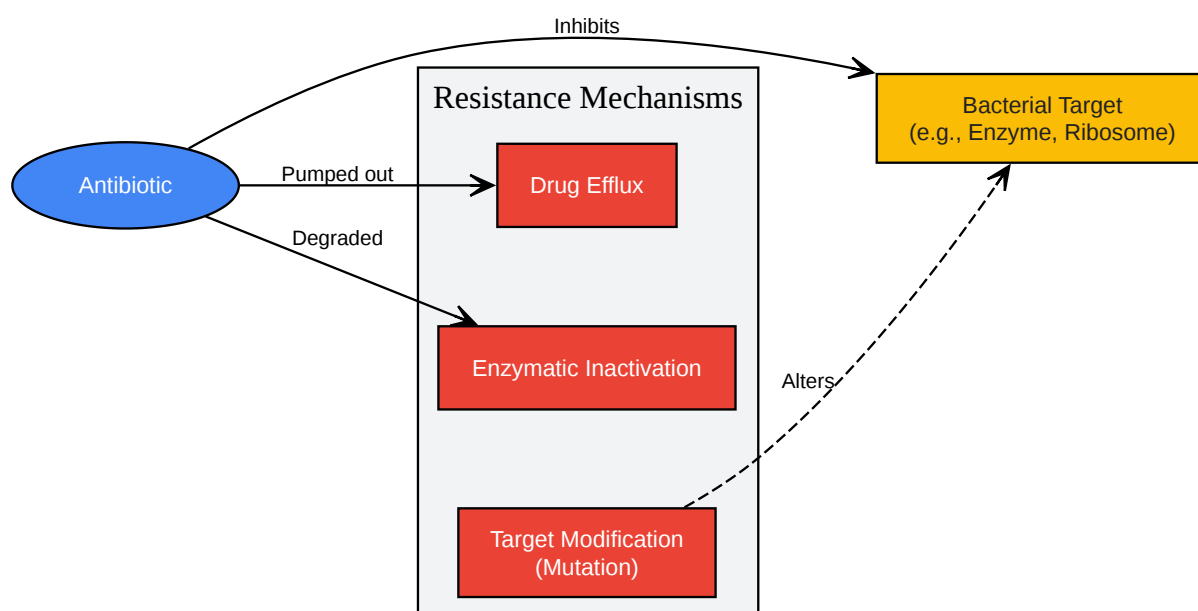 Inhibits
Resistance Mechanisms
Bacterial Target
(e.g., Enzyme, Ribosome)
Antibiotic
Pumped out
Drug Efflux
Degraded
Enzymatic Inactivation
Alters
Target Modification
(Mutation)